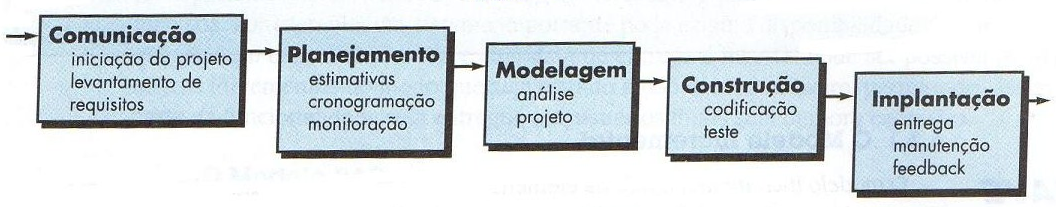 Comunicação
iniciação do projeto
levantamento de
requisitos
Planejamento
estimativas
cronogramação
monitoração
Modelagem
análise
projeto
Construção
codificação
teste
Implantação
entrega
manutenção
feedback